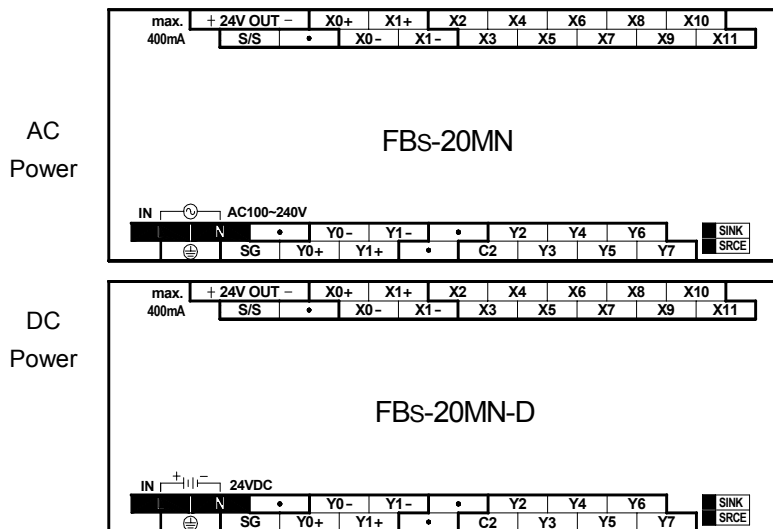 max. + 24V OUT − X0+ X1+ X2 X4 X6 X8 X10
400mA S/S • X0− X1− X3 X5 X7 X9 X11
AC
Power
FBs-20MN
IN AC100~240V
L N • Y0− Y1− • Y2 Y4 Y6 SINK
SG Y0+ Y1+ • C2 Y3 Y5 Y7 SRCE
max. + 24V OUT − X0+ X1+ X2 X4 X6 X8 X10
400mA S/S • X0− X1− X3 X5 X7 X9 X11
DC
Power
FBs-20MN-D
IN + − 24VDC
L N • Y0− Y1− • Y2 Y4 Y6 SINK
SG Y0+ Y1+ • C2 Y3 Y5 Y7 SRCE